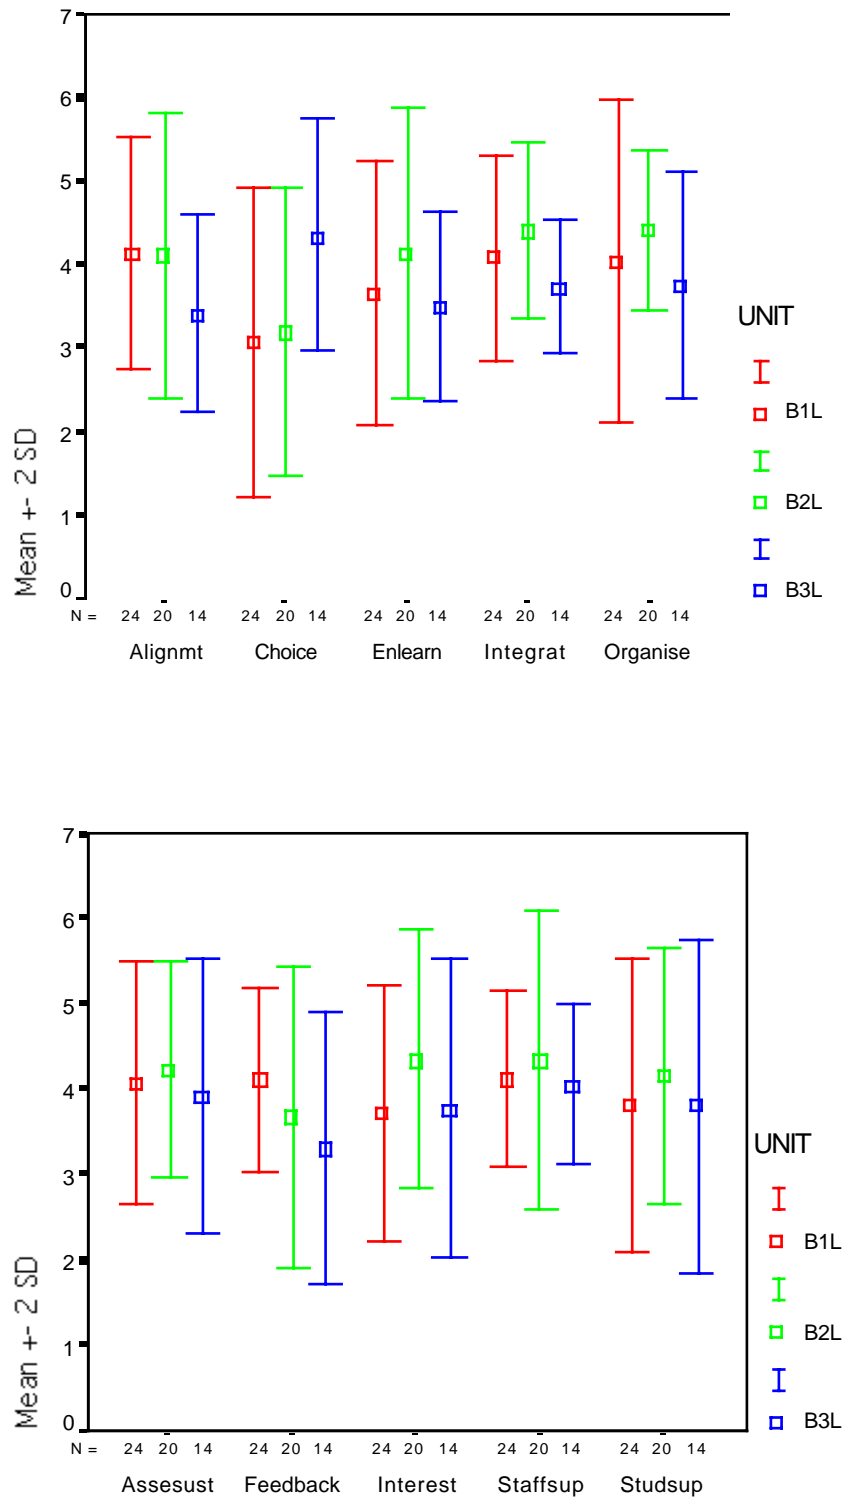 7
6
5
4
3
2
1
0
Mean +- 2 SD
N = 24 20 14 24 20 14 24 20 14 24 20 14 24 20 14
Alignmt Choice Enlearn Integrat Organise
UNIT
B1L
B2L
B3L
7
6
5
4
3
2
1
0
Mean +- 2 SD
N = 24 20 14 24 20 14 24 20 14 24 20 14 24 20 14
Assesust Feedback Interest Staffsup Studsup
UNIT
B1L
B2L
B3L